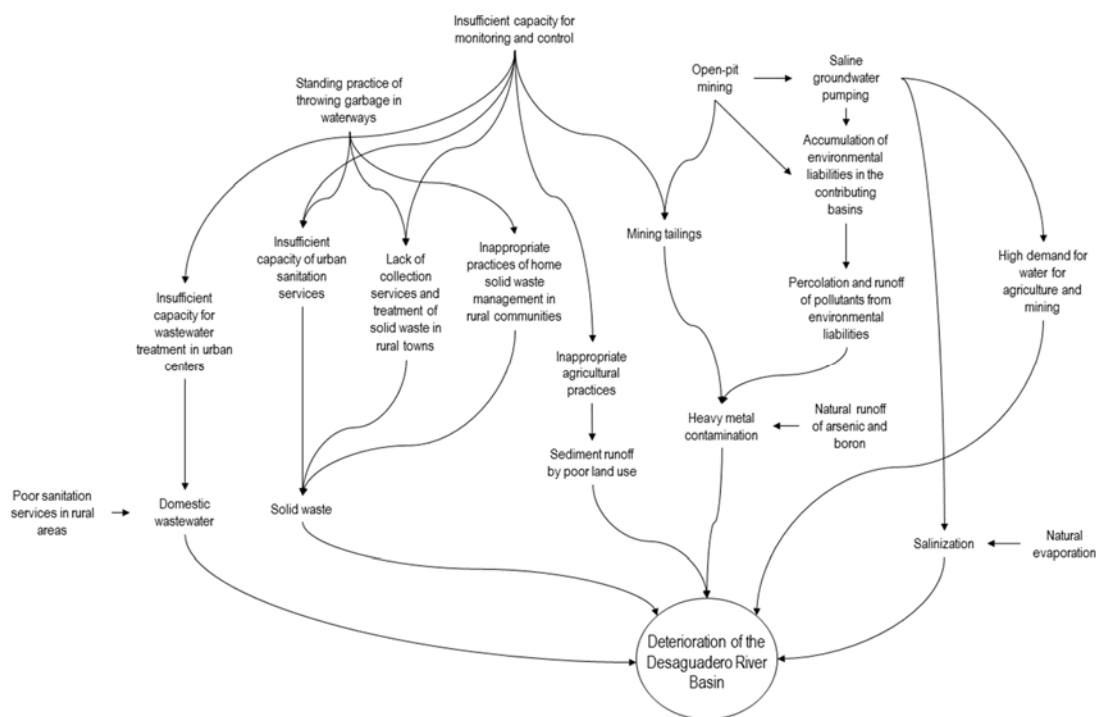 Insufficient capacity for
monitoring and control
Standing practice of
throwing garbage in
waterways
Open-pit
mining
Saline
groundwater
pumping
Accumulation of
environmental
liabilities in the
contributing
basins
Mining tailings
Insufficient
capacity of urban
sanitation
services
Lack of
collection
services and
treatment of
solid waste in
rural towns
Inappropriate
practices of home
solid waste
management in
rural communities
High demand for
water for
agriculture and
mining
Insufficient
capacity for
wastewater
treatment in urban
centers
Percolation and runoff
of pollutants from
environmental
liabilities
Inappropriate
agricultural
practices
Heavy metal
contamination
Natural runoff
of arsenic and
boron
Sediment runoff
by poor land use
Poor sanitation
services in rural
areas
Domestic
wastewater
Solid waste
Salinization
Natural
evaporation
Deterioration of the
Desaguadero River
Basin